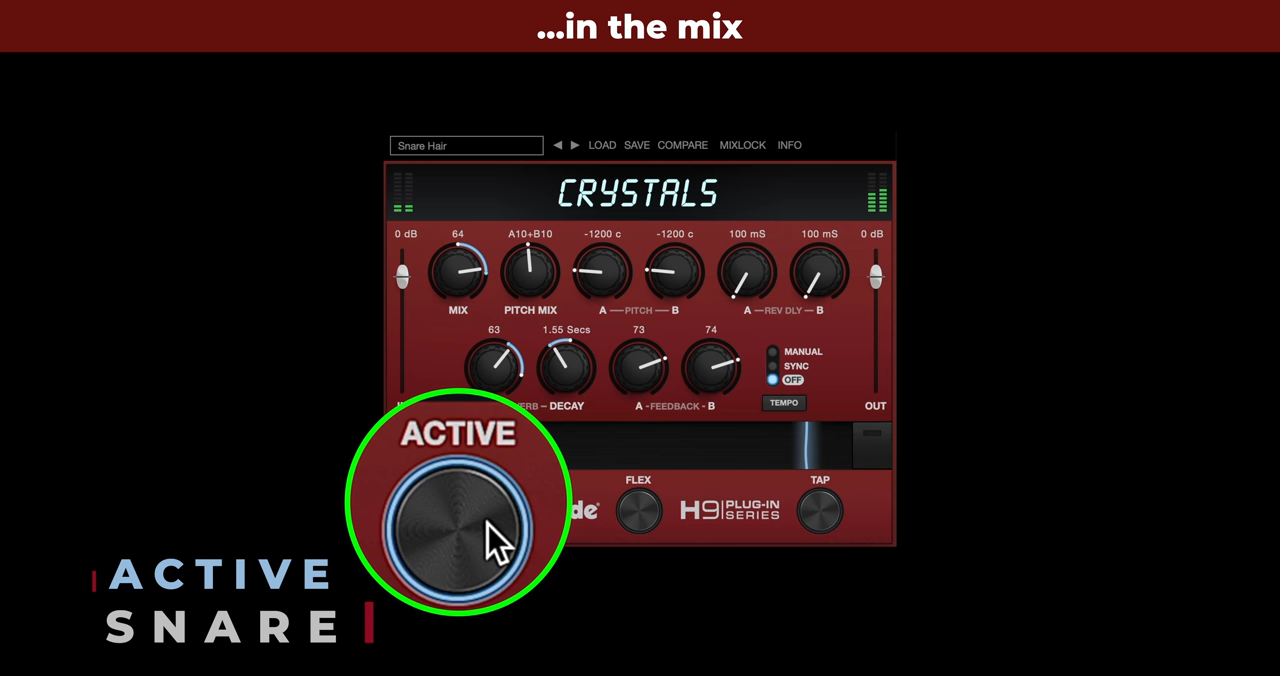 ...in the mix
Snare Hair
LOAD SAVE COMPARE MIXLOCK INFO
CRYSTALS
0 dB 64 A10+B10 -1200 c -1200 c 100 mS 100 mS 0 dB
MIX PITCH MIX A PITCH B A REV DLY B
63 1.55 Secs 73 74
MANUAL
SYNC
OFF
TEMPO
DECAY A -FEEDBACK- B OUT
ACTIVE
FLEX TAP
H9 PLUG-IN SERIES
ACTIVE
SNARE